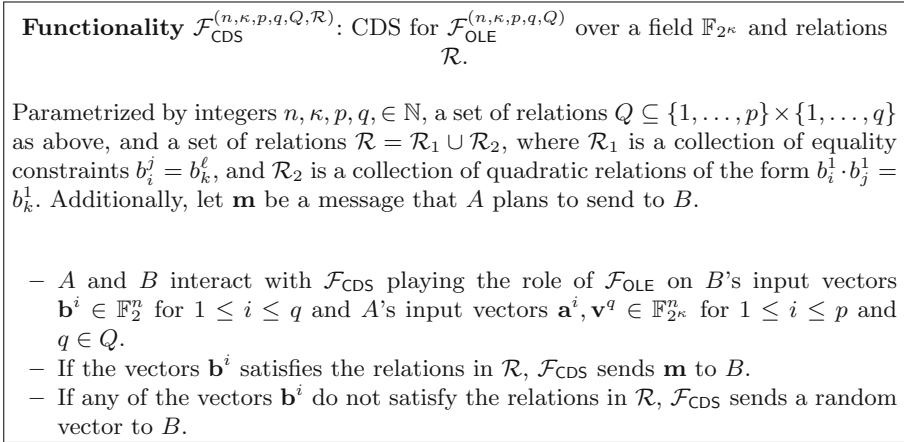 Functionality $\mathcal{F}_{\mathsf{CDS}}^{(n,\kappa,p,q,Q,\mathcal{R})}$: CDS for $\mathcal{F}_{\mathsf{OLE}}^{(n,\kappa,p,q,Q)}$ over a field $\mathbb{F}_{2^\kappa}$ and relations
$\mathcal{R}$.
Parametrized by integers $n, \kappa, p, q, \in \mathbb{N}$, a set of relations $Q \subseteq \{1, \ldots, p\} \times \{1, \ldots, q\}$
as above, and a set of relations $\mathcal{R} = \mathcal{R}_1 \cup \mathcal{R}_2$, where $\mathcal{R}_1$ is a collection of equality
constraints $b_i^j = b_k^\ell$, and $\mathcal{R}_2$ is a collection of quadratic relations of the form $b_i^1 \cdot b_j^1 =$
$b_k^1$. Additionally, let $\mathbf{m}$ be a message that $A$ plans to send to $B$.
– $A$ and $B$ interact with $\mathcal{F}_{\mathsf{CDS}}$ playing the role of $\mathcal{F}_{\mathsf{OLE}}$ on $B$'s input vectors
$\mathbf{b}^i \in \mathbb{F}_2^n$ for $1 \leq i \leq q$ and $A$'s input vectors $\mathbf{a}^i, \mathbf{v}^q \in \mathbb{F}_{2^\kappa}^n$ for $1 \leq i \leq p$ and
$q \in Q$.
– If the vectors $\mathbf{b}^i$ satisfies the relations in $\mathcal{R}$, $\mathcal{F}_{\mathsf{CDS}}$ sends $\mathbf{m}$ to $B$.
– If any of the vectors $\mathbf{b}^i$ do not satisfy the relations in $\mathcal{R}$, $\mathcal{F}_{\mathsf{CDS}}$ sends a random
vector to $B$.